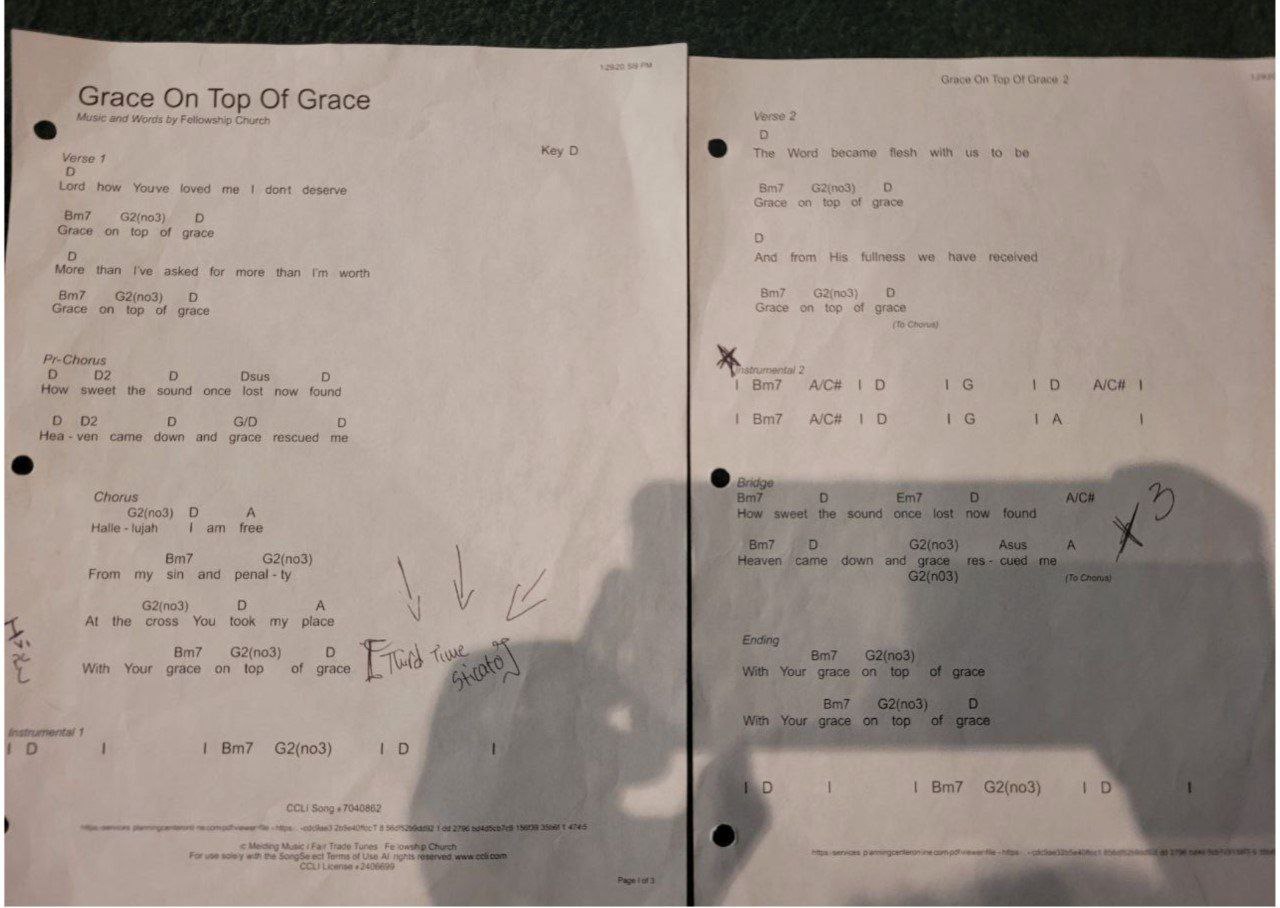 1:29:20, 5:19 PM
Grace On Top Of Grace
Music and Words by Fellowship Church
Key D
Verse 1
D
Lord how Youve loved me I dont deserve
Bm7 G2(no3) D
Grace on top of grace
D
More than I've asked for more than I'm worth
Bm7 G2(no3) D
Grace on top of grace
Pr-Chorus
D D2 D Dsus D
How sweet the sound once lost now found
D D2 D G/D D
Hea - ven came down and grace rescued me
Chorus
G2(no3) D A
Halle - lujah I am free
Bm7 G2(no3)
From my sin and penal - ty
G2(no3) D A
At the cross You took my place
Bm7 G2(no3) D
With Your grace on top of grace
[Third Time
Sticato]
Instrumental 1
| D | | Bm7 G2(no3) | D |
CCLI Song #7040862
© Melding Music | Fair Trade Tunes Fellowship Church
For use solely with the SongSelect Terms of Use All rights reserved www.ccli.com
CCLI License #2406699
Page 1 of 3
Grace On Top Of Grace 2
Verse 2
D
The Word became flesh with us to be
Bm7 G2(no3) D
Grace on top of grace
D
And from His fullness we have received
Bm7 G2(no3) D
Grace on top of grace
(To Chorus)
Instrumental 2
| Bm7 A/C# | D | G | D A/C# |
| Bm7 A/C# | D | G | A |
Bridge
Bm7 D Em7 D A/C#
How sweet the sound once lost now found
X 3
Bm7 D G2(no3) Asus A
Heaven came down and grace res - cued me
G2(n03) (To Chorus)
Ending
Bm7 G2(no3)
With Your grace on top of grace
Bm7 G2(no3) D
With Your grace on top of grace
| D | | Bm7 G2(no3) | D |